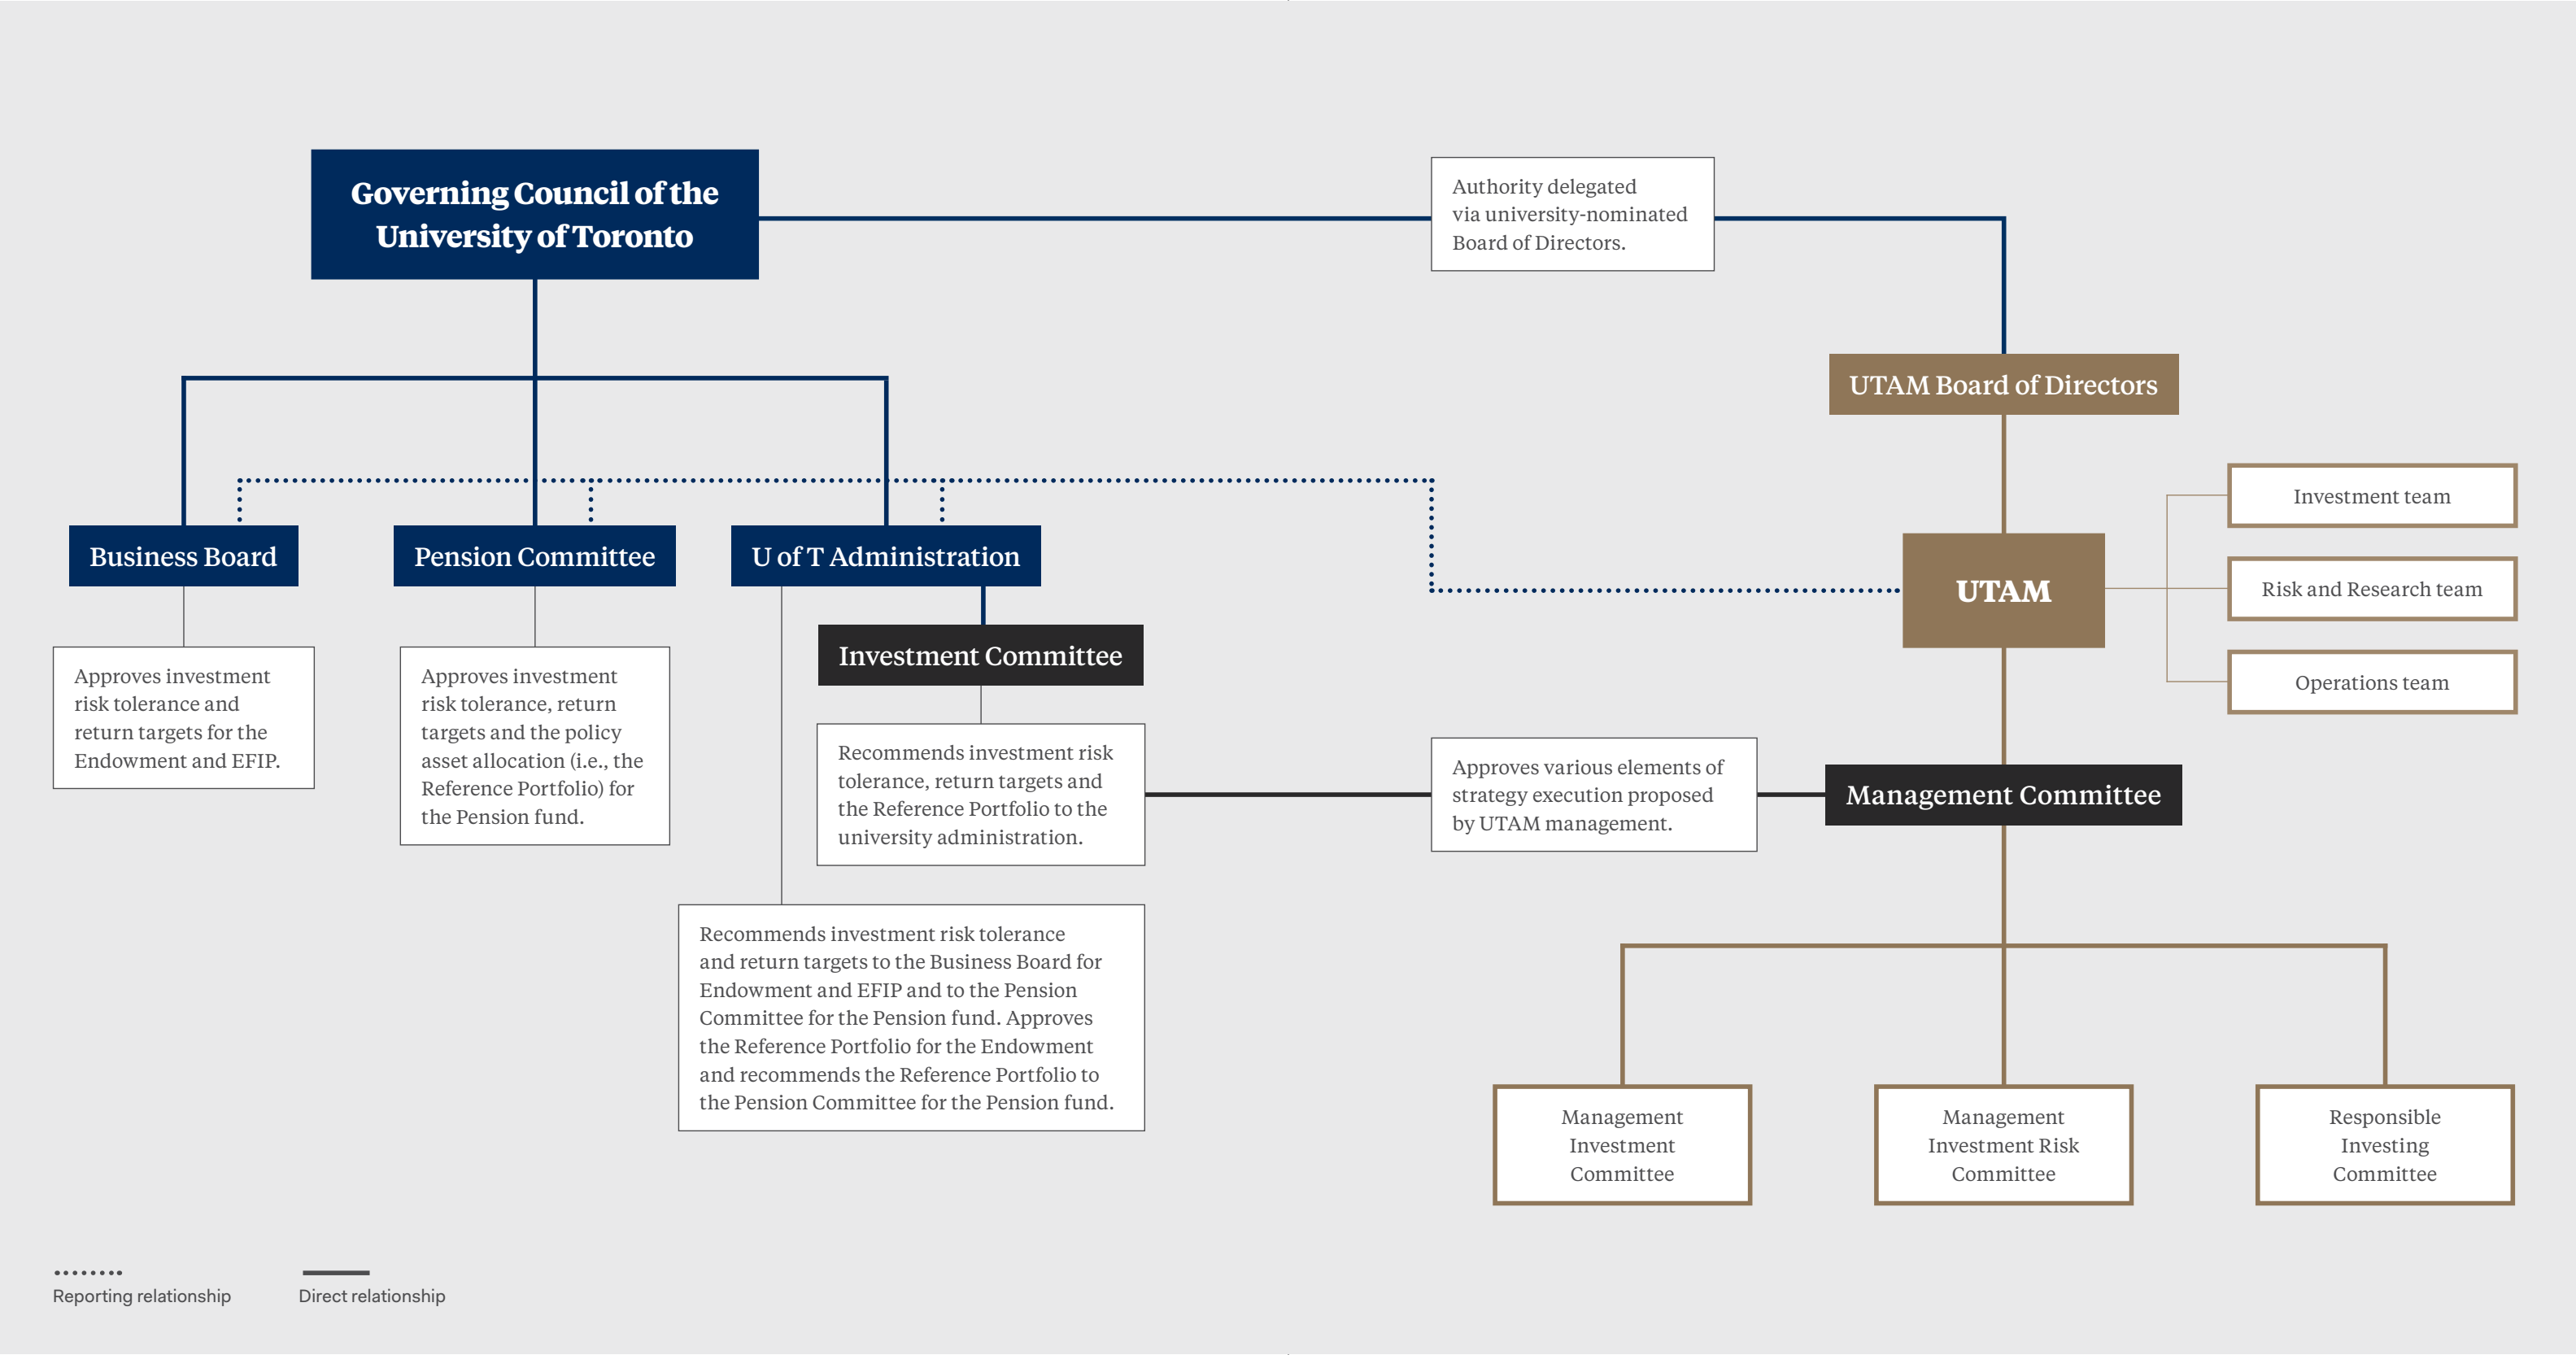 Governing Council of the
University of Toronto
Authority delegated
via university-nominated
Board of Directors.
UTAM Board of Directors
Business Board
Pension Committee
U of T Administration
UTAM
Investment team
Risk and Research team
Operations team
Investment Committee
Approves investment
risk tolerance and
return targets for the
Endowment and EFIP.
Approves investment
risk tolerance, return
targets and the policy
asset allocation (i.e., the
Reference Portfolio) for
the Pension fund.
Recommends investment risk
tolerance, return targets and
the Reference Portfolio to the
university administration.
Approves various elements of
strategy execution proposed
by UTAM management.
Management Committee
Recommends investment risk tolerance
and return targets to the Business Board for
Endowment and EFIP and to the Pension
Committee for the Pension fund. Approves
the Reference Portfolio for the Endowment
and recommends the Reference Portfolio to
the Pension Committee for the Pension fund.
Management
Investment
Committee
Management
Investment Risk
Committee
Responsible
Investing
Committee
Reporting relationship
Direct relationship